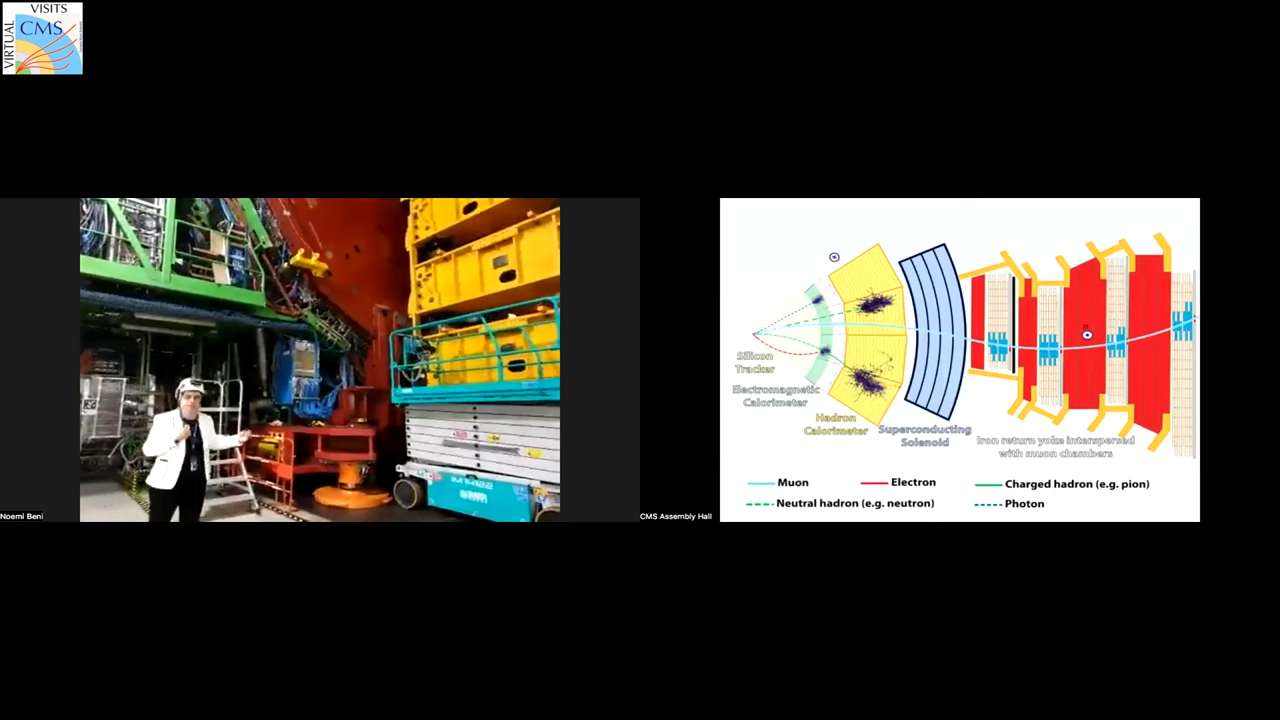 VISITS
CMS
VIRTUAL
Noemi Beni
CMS Assembly Hall
Silicon
Tracker
Electromagnetic
Calorimeter
Hadron
Calorimeter
Superconducting
Solenoid
Iron return yoke interspersed
with muon chambers
Muon
Electron
Charged hadron (e.g. pion)
Neutral hadron (e.g. neutron)
Photon